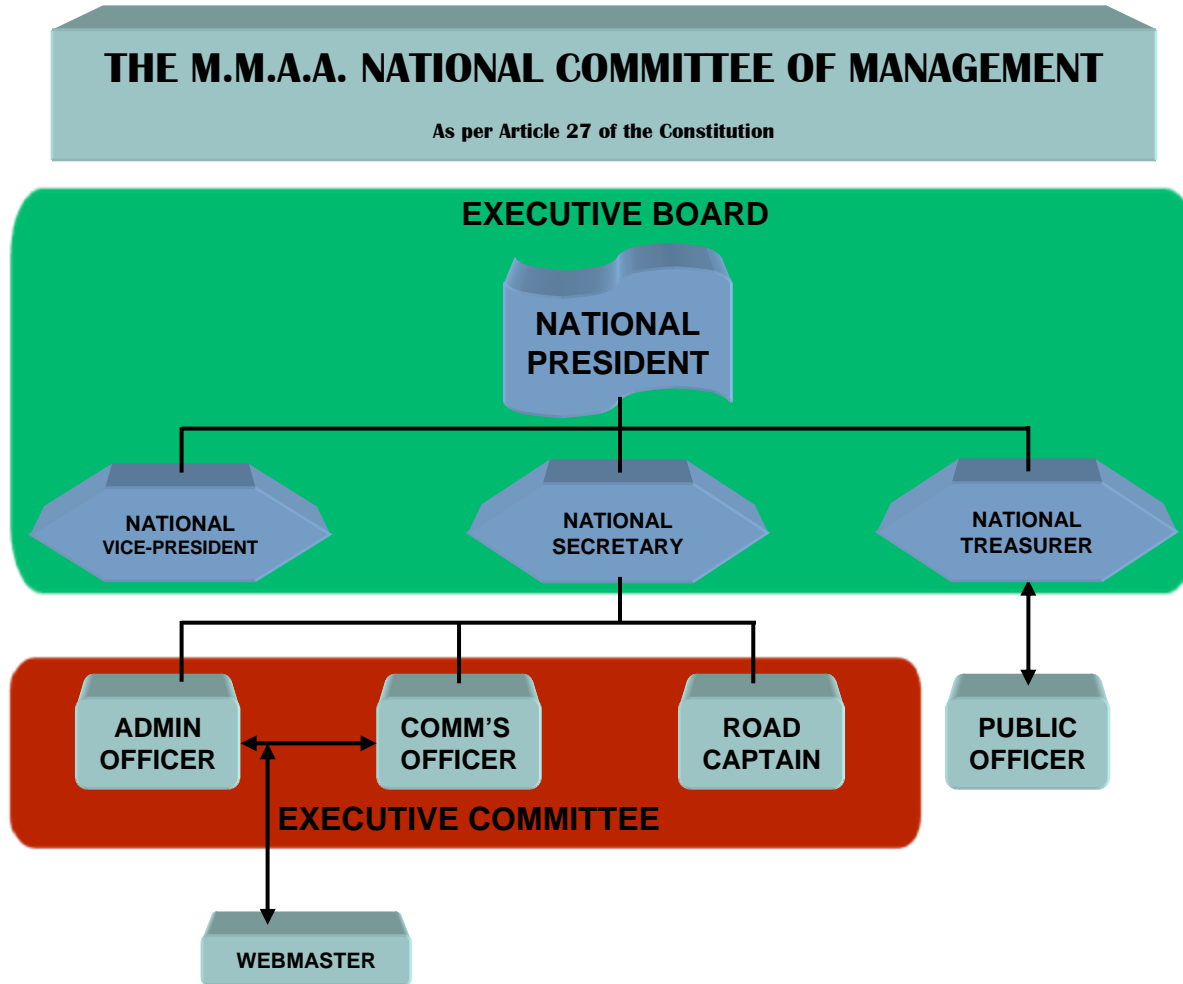 THE M.M.A.A. NATIONAL COMMITTEE OF MANAGEMENT
As per Article 27 of the Constitution
EXECUTIVE BOARD
NATIONAL
PRESIDENT
NATIONAL
VICE-PRESIDENT
NATIONAL
SECRETARY
NATIONAL
TREASURER
ADMIN
OFFICER
COMM’S
OFFICER
ROAD
CAPTAIN
PUBLIC
OFFICER
EXECUTIVE COMMITTEE
WEBMASTER